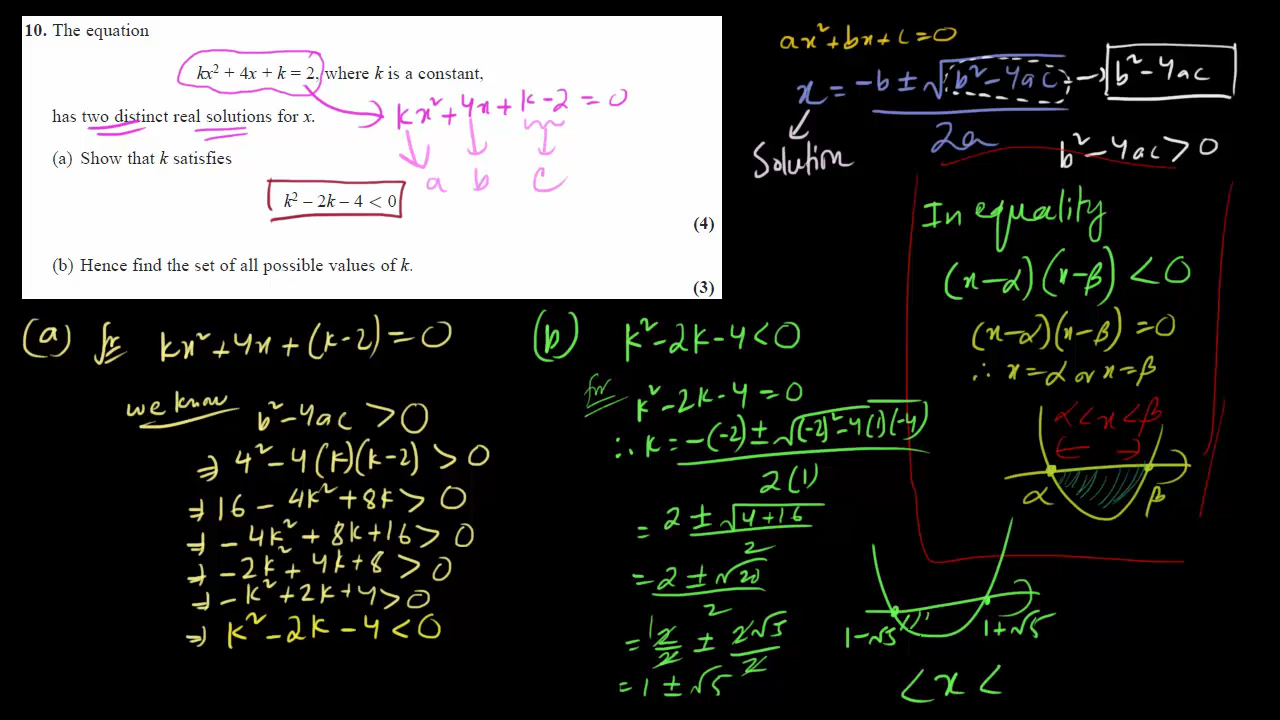 10. The equation
kx² + 4x + k = 2, where k is a constant,
has two distinct real solutions for x.
(a) Show that k satisfies
k² – 2k – 4 < 0
(4)
(b) Hence find the set of all possible values of k.
(3)
kx² + 4x + k - 2 = 0
a b c
ax² + bx + c = 0
x = -b ± √(b² - 4ac) / 2a → b² - 4ac
Solution
b² - 4ac > 0
In equality
(x-α)(x-β) < 0
(x-α)(x-β) = 0
∴ x = α or x = β
α < x < β
α β
(a) for kx² + 4x + (k-2) = 0
we know b² - 4ac > 0
⇒ 4² - 4(k)(k-2) > 0
⇒ 16 - 4k² + 8k > 0
⇒ -4k² + 8k + 16 > 0
⇒ -2k² + 4k + 8 > 0
⇒ -k² + 2k + 4 > 0
⇒ k² - 2k - 4 < 0
(b) k² - 2k - 4 < 0
for k² - 2k - 4 = 0
∴ k = -(-2) ± √((-2)² - 4(1)(-4)) / 2(1)
= 2 ± √(4+16) / 2
= 2 ± √20 / 2
= 2/2 1 ± 2√5 / 2
= 1 ± √5
1-√5 1+√5
< x <